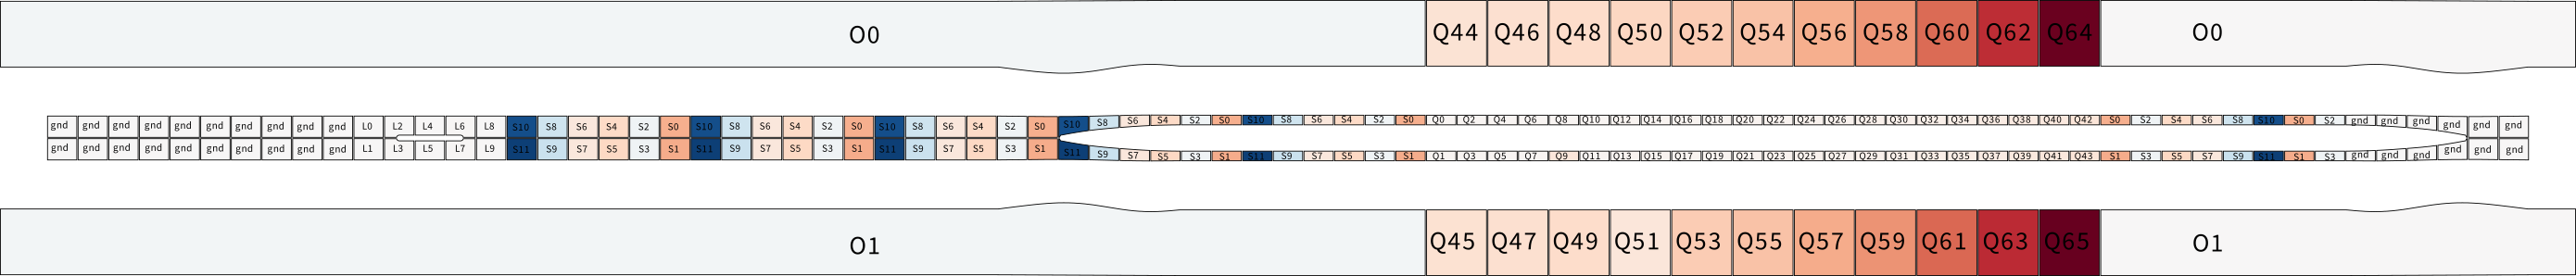 O0 Q44 Q46 Q48 Q50 Q52 Q54 Q56 Q58 Q60 Q62 Q64 O0
gnd gnd gnd gnd gnd gnd gnd gnd gnd gnd L0 L2 L4 L6 L8 S10 S8 S6 S4 S2 S0 S10 S8 S6 S4 S2 S0 S10 S8 S6 S4 S2 S0 S10 S8 S6 S4 S2 S0 S10 S8 S6 S4 S2 S0 Q0 Q2 Q4 Q6 Q8 Q10 Q12 Q14 Q16 Q18 Q20 Q22 Q24 Q26 Q28 Q30 Q32 Q34 Q36 Q38 Q40 Q42 S0 S2 S4 S6 S8 S10 S0 S2 gnd gnd gnd gnd gnd gnd
gnd gnd gnd gnd gnd gnd gnd gnd gnd gnd L1 L3 L5 L7 L9 S11 S9 S7 S5 S3 S1 S11 S9 S7 S5 S3 S1 S11 S9 S7 S5 S3 S1 S11 S9 S7 S5 S3 S1 S11 S9 S7 S5 S3 S1 Q1 Q3 Q5 Q7 Q9 Q11 Q13 Q15 Q17 Q19 Q21 Q23 Q25 Q27 Q29 Q31 Q33 Q35 Q37 Q39 Q41 Q43 S1 S3 S5 S7 S9 S11 S1 S3 gnd gnd gnd gnd gnd gnd
O1 Q45 Q47 Q49 Q51 Q53 Q55 Q57 Q59 Q61 Q63 Q65 O1